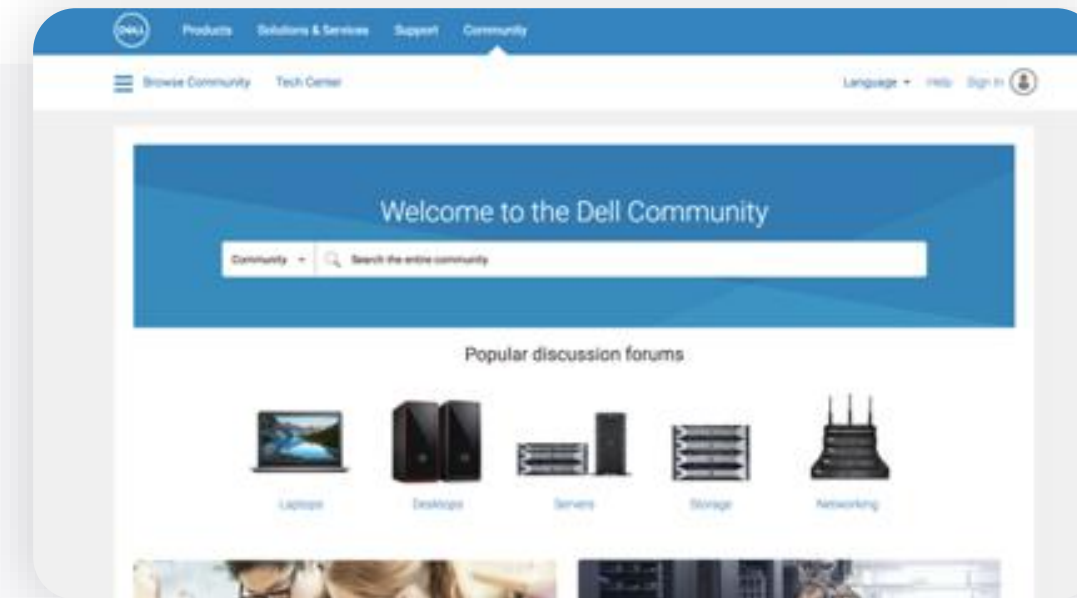 DELL Products Solutions & Services Support Community
Browse Community Tech Center Language Help Sign In
Welcome to the Dell Community
Community Search the entire community
Popular discussion forums
Laptops Desktops Servers Storage Networking